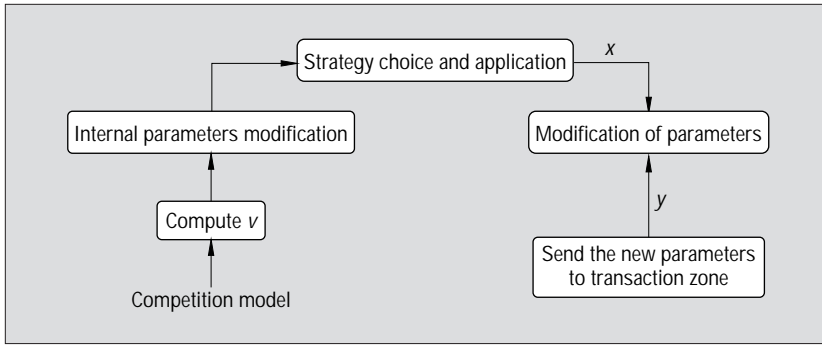 Strategy choice and application
x
Internal parameters modification
Modification of parameters
Compute v
y
Send the new parameters
to transaction zone
Competition model